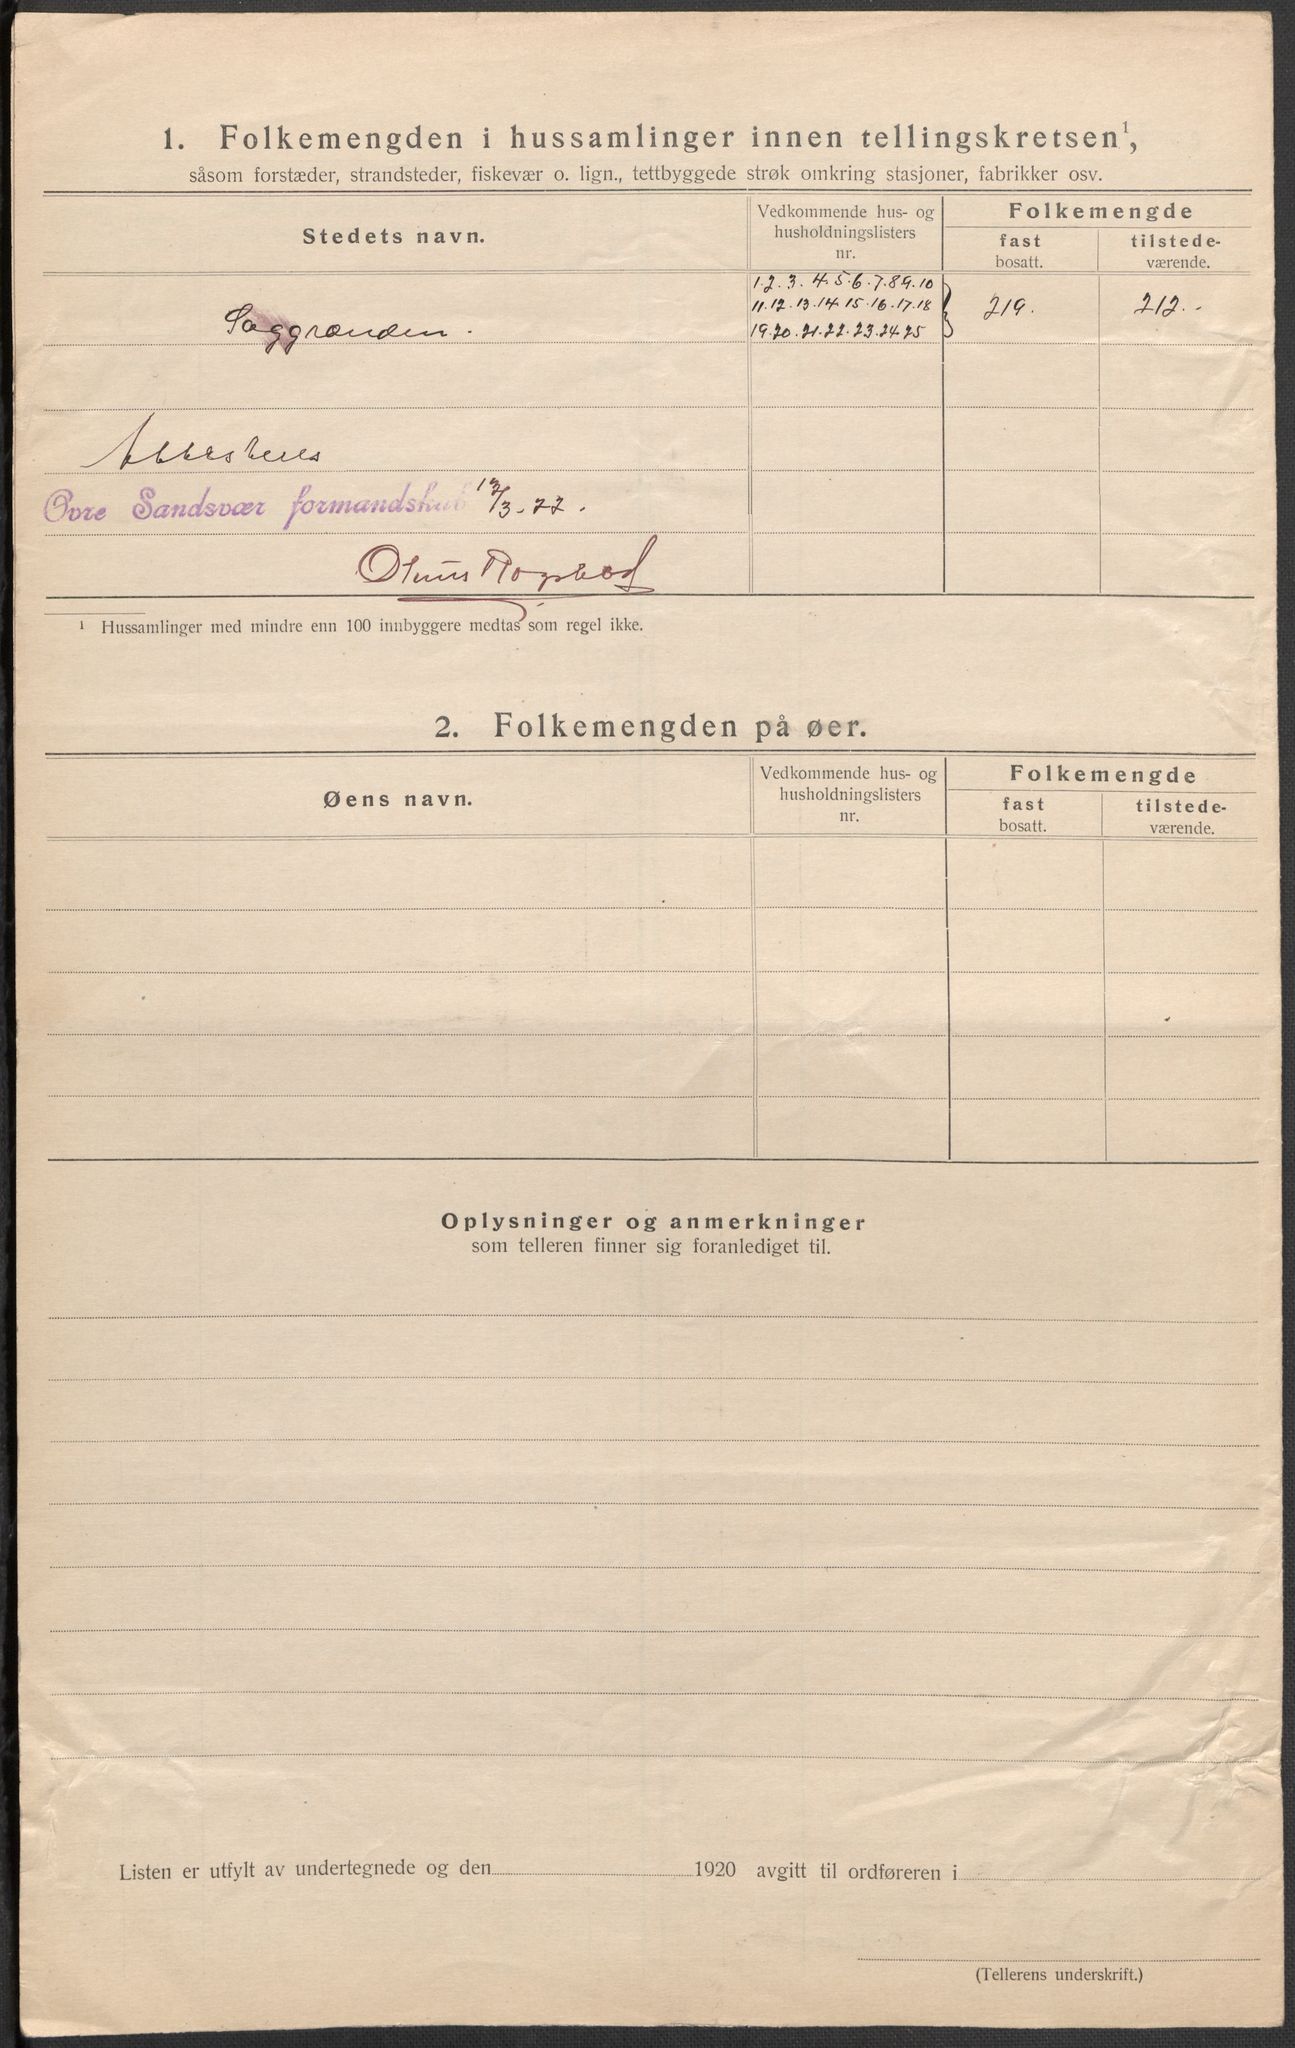 1. Folkemengden i hussamlinger innen tellingskretsen¹,
såsom forstæder, strandsteder, fiskevær o. lign., tettbyggede strøk omkring stasjoner, fabrikker osv.
Stedets navn.
Vedkommende hus- og
husholdningslisters
nr.
Folkemengde
fast
bosatt.
tilstede-
værende.
Saggrenden.
1.2.3.4.5.6.7.8.9.10
11.12.13.14.15.16.17.18
19.20.21.22.23.24.25
219.
212.-
Attesteres
Øvre Sandsvær formandskab 12/3-22.
Olaus
¹ Hussamlinger med mindre enn 100 innbyggere medtas som regel ikke.
2. Folkemengden på øer.
Øens navn.
Vedkommende hus- og
husholdningslisters
nr.
Folkemengde
fast
bosatt.
tilstede-
værende.
Oplysninger og anmerkninger
som telleren finner sig foranlediget til.
Listen er utfylt av undertegnede og den 1920 avgitt til ordføreren i
(Tellerens underskrift.)